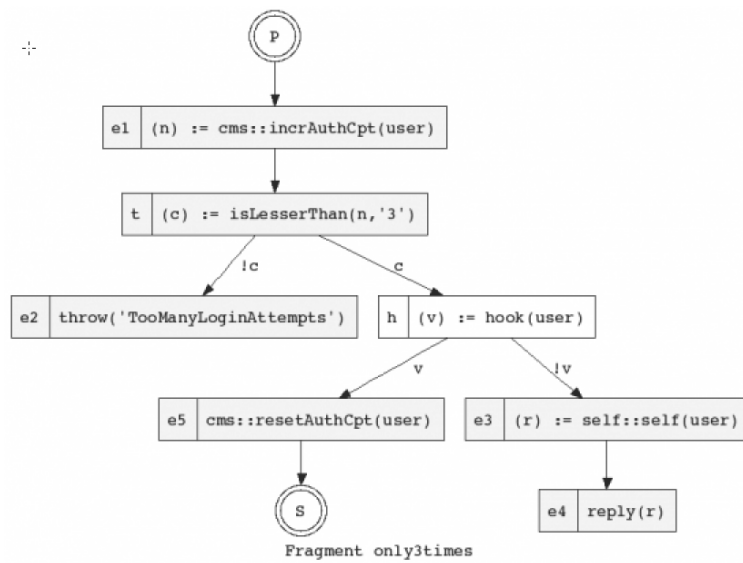 P
e1 (n) := cms::incrAuthCpt(user)
t (c) := isLesserThan(n,'3')
!c c
e2 throw('TooManyLoginAttempts')
h (v) := hook(user)
v !v
e5 cms::resetAuthCpt(user)
e3 (r) := self::self(user)
S
e4 reply(r)
Fragment only3times